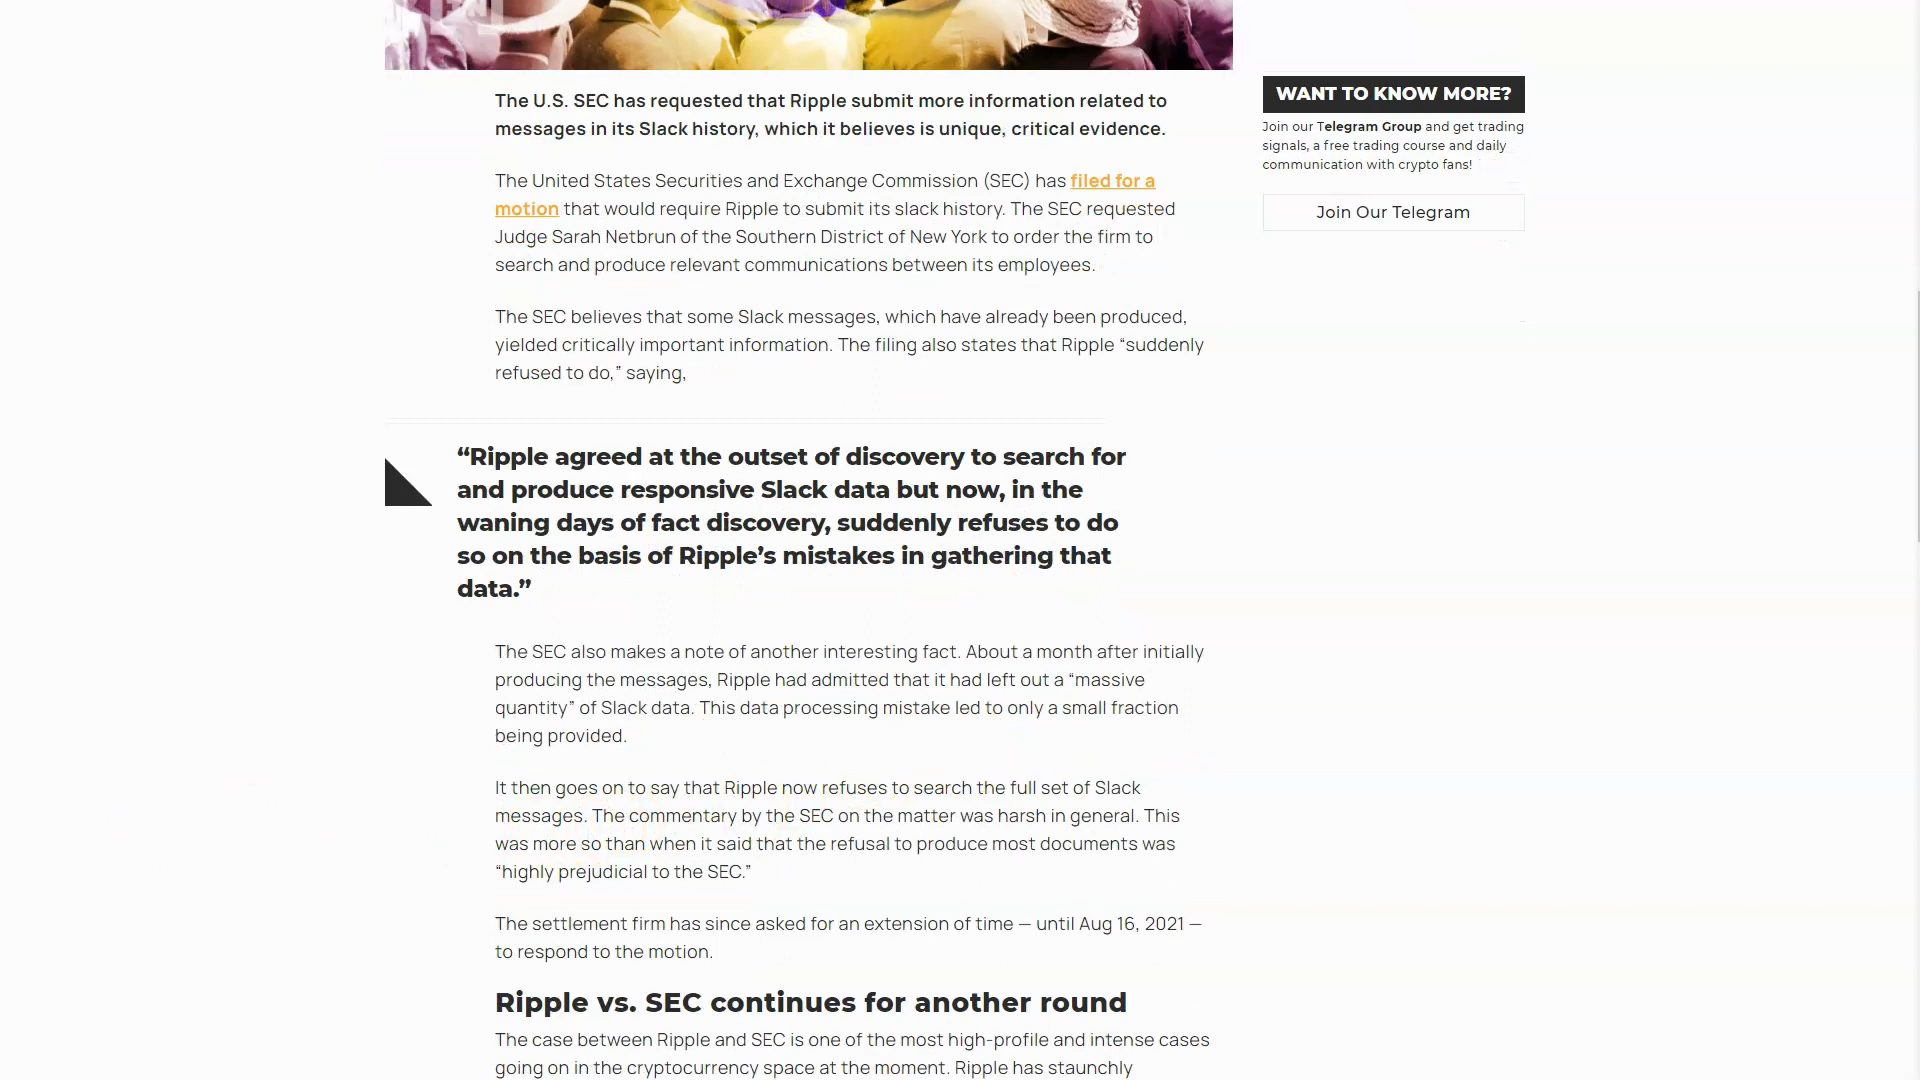 The U.S. SEC has requested that Ripple submit more information related to
messages in its Slack history, which it believes is unique, critical evidence.
The United States Securities and Exchange Commission (SEC) has filed for a
motion that would require Ripple to submit its slack history. The SEC requested
Judge Sarah Netbrun of the Southern District of New York to order the firm to
search and produce relevant communications between its employees.
The SEC believes that some Slack messages, which have already been produced,
yielded critically important information. The filing also states that Ripple “suddenly
refused to do,” saying,
“Ripple agreed at the outset of discovery to search for
and produce responsive Slack data but now, in the
waning days of fact discovery, suddenly refuses to do
so on the basis of Ripple’s mistakes in gathering that
data.”
The SEC also makes a note of another interesting fact. About a month after initially
producing the messages, Ripple had admitted that it had left out a “massive
quantity” of Slack data. This data processing mistake led to only a small fraction
being provided.
It then goes on to say that Ripple now refuses to search the full set of Slack
messages. The commentary by the SEC on the matter was harsh in general. This
was more so than when it said that the refusal to produce most documents was
“highly prejudicial to the SEC.”
The settlement firm has since asked for an extension of time — until Aug 16, 2021 —
to respond to the motion.
Ripple vs. SEC continues for another round
The case between Ripple and SEC is one of the most high-profile and intense cases
going on in the cryptocurrency space at the moment. Ripple has staunchly
WANT TO KNOW MORE?
Join our Telegram Group and get trading
signals, a free trading course and daily
communication with crypto fans!
Join Our Telegram